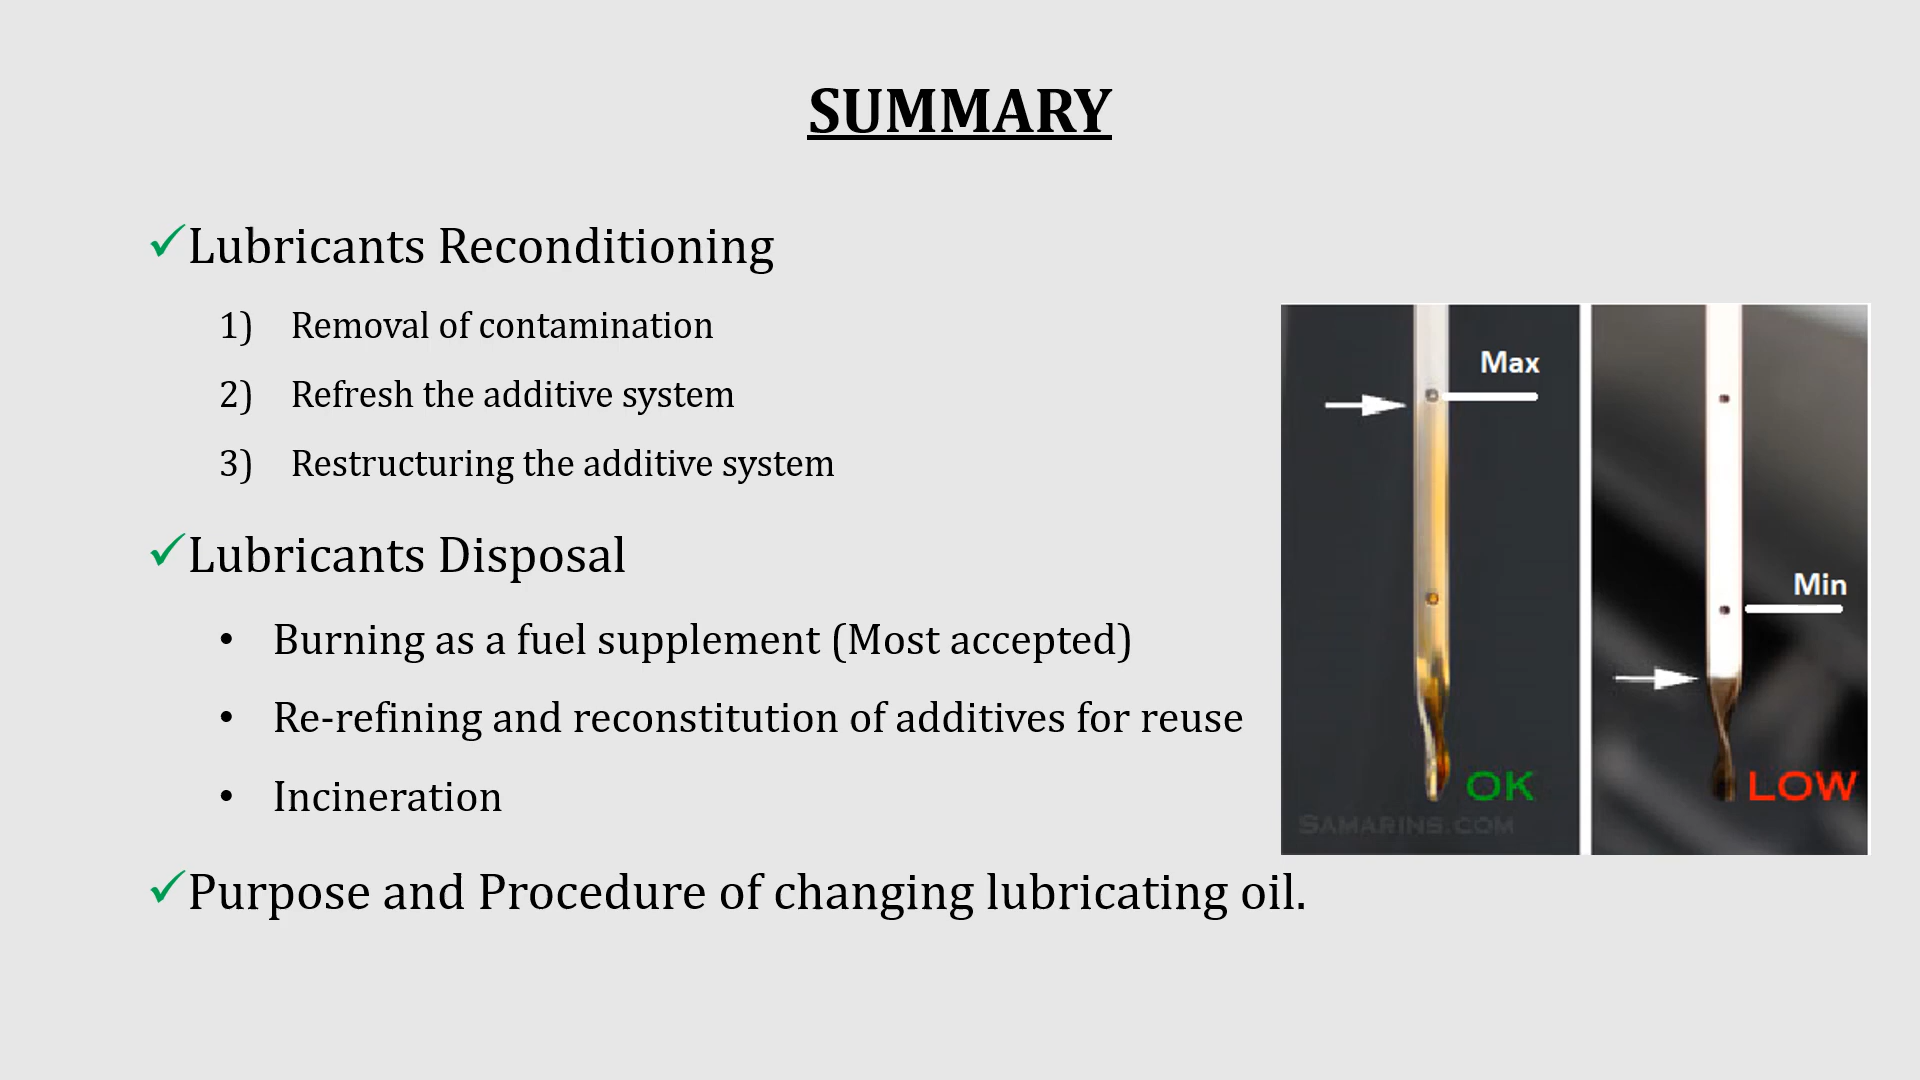 SUMMARY
✓Lubricants Reconditioning
1) Removal of contamination
2) Refresh the additive system
3) Restructuring the additive system
✓Lubricants Disposal
• Burning as a fuel supplement (Most accepted)
• Re-refining and reconstitution of additives for reuse
• Incineration
✓Purpose and Procedure of changing lubricating oil.
Max
OK
SAMARINS.COM
Min
LOW